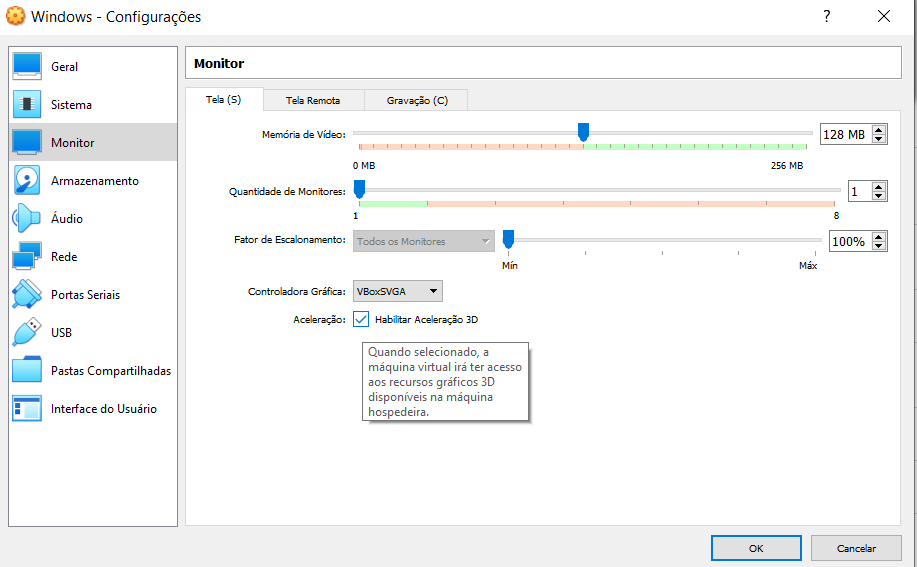 Windows - Configurações
?
Geral
Sistema
Monitor
Armazenamento
Áudio
Rede
Portas Seriais
USB
Pastas Compartilhadas
Interface do Usuário
Monitor
Tela (S)
Tela Remota
Gravação (C)
Memória de Vídeo:
128 MB
0 MB
256 MB
Quantidade de Monitores:
1
1
8
Fator de Escalonamento:
Todos os Monitores
100%
Mín
Máx
Controladora Gráfica:
VBoxSVGA
Aceleração:
Habilitar Aceleração 3D
Quando selecionado, a
máquina virtual irá ter acesso
aos recursos gráficos 3D
disponíveis na máquina
hospedeira.
OK
Cancelar